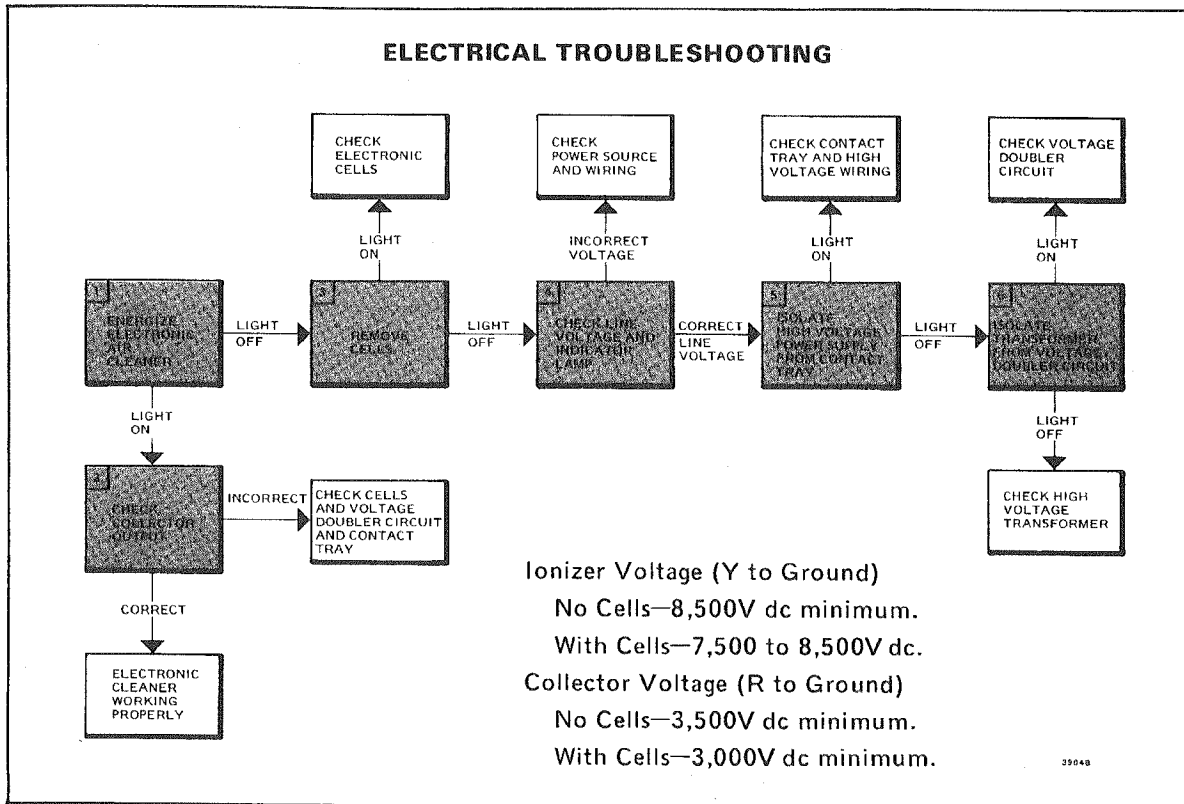 ELECTRICAL TROUBLESHOOTING
CHECK
ELECTRONIC
CELLS
CHECK
POWER SOURCE
AND WIRING
CHECK CONTACT
TRAY AND HIGH
VOLTAGE WIRING
CHECK VOLTAGE
DOUBLER
CIRCUIT
LIGHT
ON
INCORRECT
VOLTAGE
LIGHT
ON
LIGHT
ON
1
ENERGIZE
ELECTRONIC
AIR
CLEANER
LIGHT
OFF
3
REMOVE
CELLS
LIGHT
OFF
4
CHECK LINE
VOLTAGE AND
INDICATOR
LAMP
CORRECT
LINE
VOLTAGE
5
ISOLATE
HIGH VOLTAGE
POWER SUPPLY
FROM CONTACT
TRAY
LIGHT
OFF
6
ISOLATE
TRANSFORMER
FROM VOLTAGE
DOUBLER CIRCUIT
LIGHT
ON
LIGHT
OFF
2
CHECK
COLLECTOR
OUTPUT
INCORRECT
CHECK CELLS
AND VOLTAGE
DOUBLER CIRCUIT
AND CONTACT
TRAY
CHECK HIGH
VOLTAGE
TRANSFORMER
CORRECT
ELECTRONIC
CLEANER
WORKING
PROPERLY
Ionizer Voltage (Y to Ground)
No Cells—8,500V dc minimum.
With Cells—7,500 to 8,500V dc.
Collector Voltage (R to Ground)
No Cells—3,500V dc minimum.
With Cells—3,000V dc minimum.
3904B